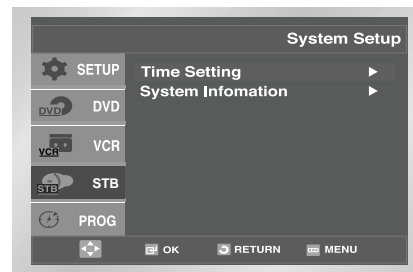 System Setup
SETUP
Time Setting
System Infomation
DVD DVD
VCR VCR
STB STB
PROG
OK RETURN MENU